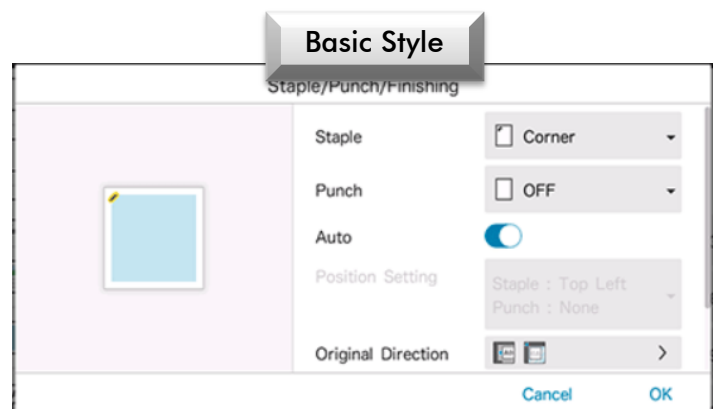 Basic Style
Staple/Punch/Finishing
Staple
Corner
Punch
OFF
Auto
Position Setting
Staple : Top Left
Punch : None
Original Direction
Cancel
OK